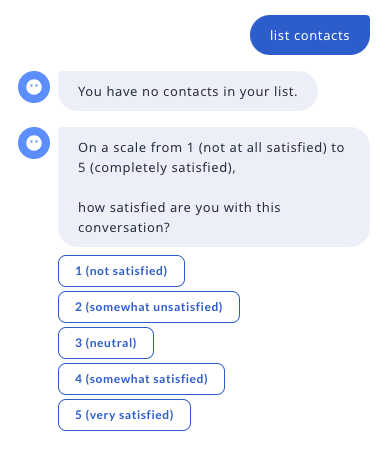 list contacts
You have no contacts in your list.
On a scale from 1 (not at all satisfied) to
5 (completely satisfied),
how satisfied are you with this
conversation?
1 (not satisfied)
2 (somewhat unsatisfied)
3 (neutral)
4 (somewhat satisfied)
5 (very satisfied)